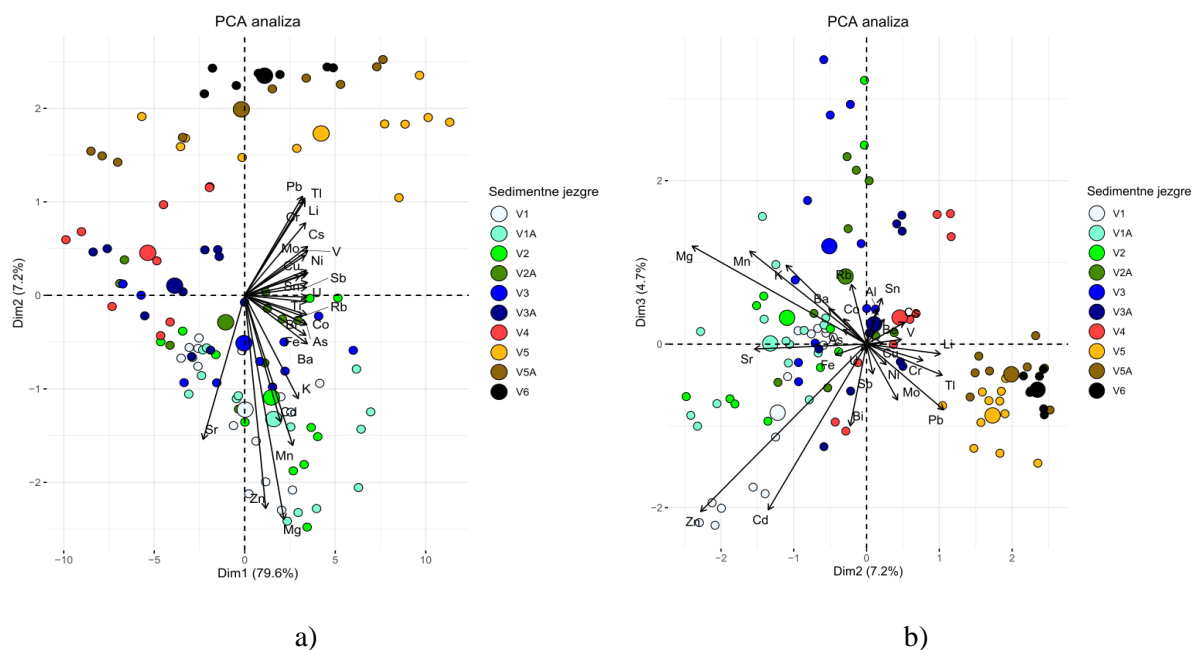 PCA analiza
2
1
0
-1
-2
Dim2 (7.2%)
-10
-5
0
5
10
Dim1 (79.6%)
Pb
Tl
Li
Cr
Cs
Mo
V
Ni
Cu
Sb
Sn
Tr
Rb
Co
Fe
As
Ba
K
Cd
Sr
Mn
Zn
Mg
Sedimentne jezgre
V1
V1A
V2
V2A
V3
V3A
V4
V5
V5A
V6
a)
PCA analiza
2
0
-2
Dim3 (4.7%)
-2
-1
0
1
2
Dim2 (7.2%)
Mg
Mn
K
Rb
Al
Sn
Ba
Co
Be
V
As
Li
Sr
Fe
U
Cu
Cr
Ni
Tl
Sb
Mo
Pb
Bi
Zn
Cd
Sedimentne jezgre
V1
V1A
V2
V2A
V3
V3A
V4
V5
V5A
V6
b)